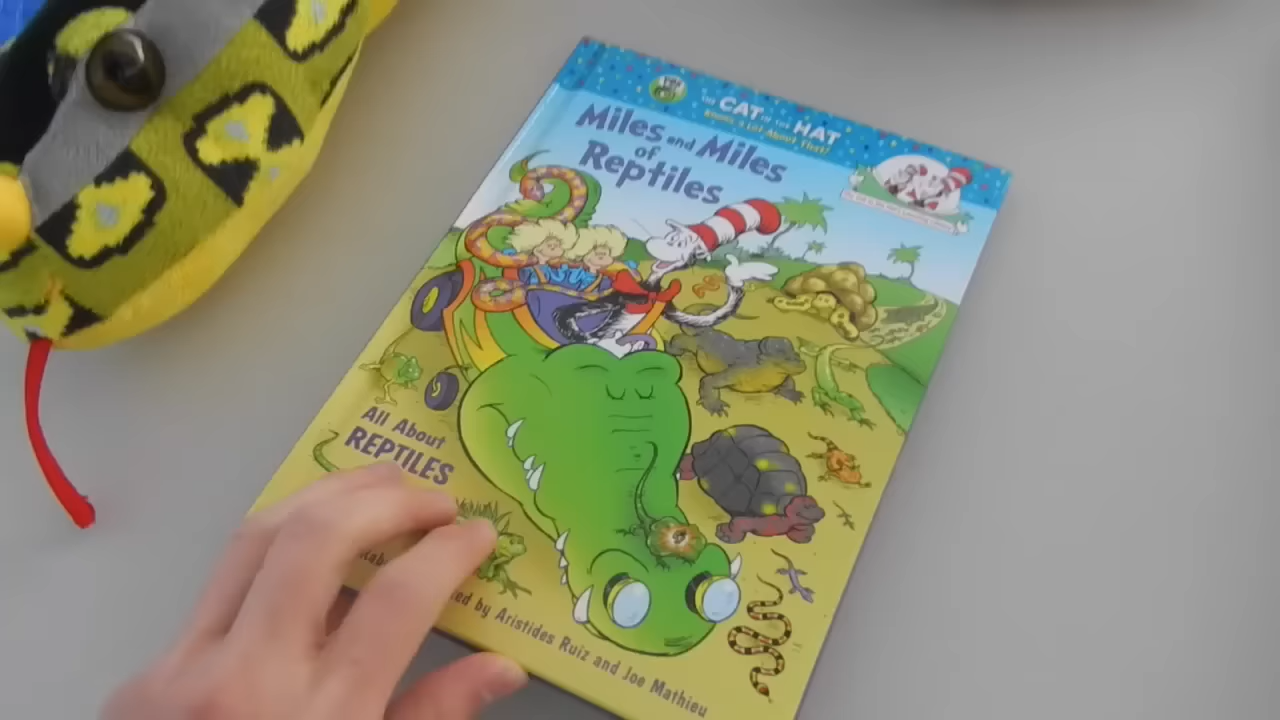 THE CAT IN THE HAT
KNOWS A LOT ABOUT THAT!
Miles and Miles
of
Reptiles
All About
REPTILES
by Aristides Ruiz and Joe Mathieu